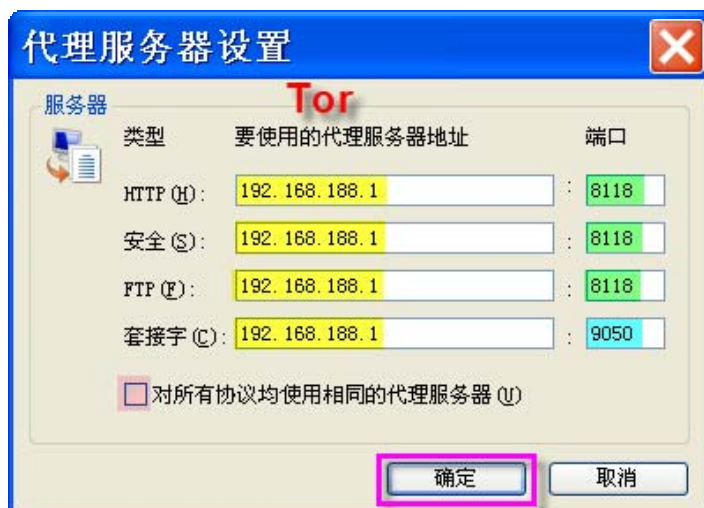 代理服务器设置
服务器
Tor
类型 要使用的代理服务器地址 端口
HTTP (H): 192.168.188.1 : 8118
安全 (S): 192.168.188.1 : 8118
FTP (F): 192.168.188.1 : 8118
套接字 (C): 192.168.188.1 : 9050
对所有协议均使用相同的代理服务器 (U)
确定 取消